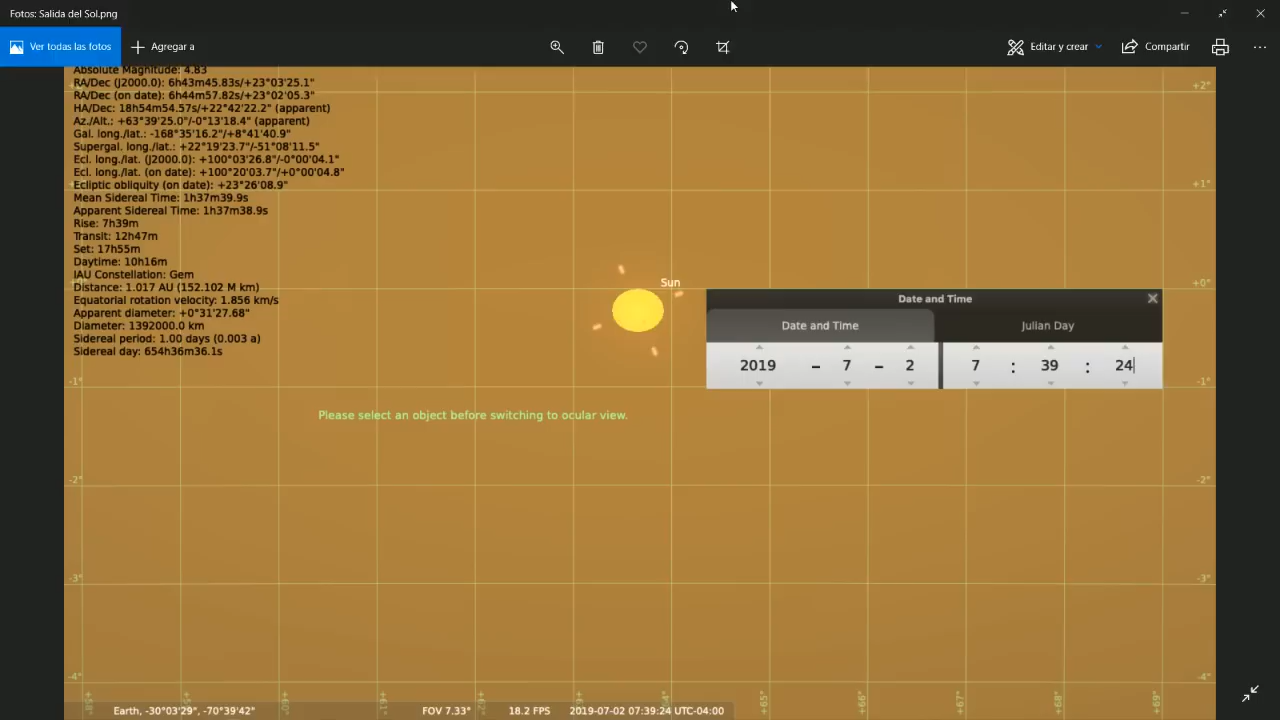 Fotos: Salida del Sol.png
Ver todas las fotos
Agregar a
Editar y crear
Compartir
Absolute Magnitude: 4.83
RA/Dec (J2000.0): 6h43m45.83s/+23°03'25.1"
RA/Dec (on date): 6h44m57.82s/+23°02'05.3"
HA/Dec: 18h54m54.57s/+22°42'22.2" (apparent)
Az./Alt.: +63°39'25.0"/-0°13'18.4" (apparent)
Gal. long./lat.: -168°35'16.2"/+8°41'40.9"
Supergal. long./lat.: +22°19'23.7"/-51°08'11.5"
Ecl. long./lat. (J2000.0): +100°03'26.8"/-0°00'04.1"
Ecl. long./lat. (on date): +100°20'03.7"/+0°00'04.8"
Ecliptic obliquity (on date): +23°26'08.9"
Mean Sidereal Time: 1h37m39.9s
Apparent Sidereal Time: 1h37m38.9s
Rise: 7h39m
Transit: 12h47m
Set: 17h55m
Daytime: 10h16m
IAU Constellation: Gem
Distance: 1.017 AU (152.102 M km)
Equatorial rotation velocity: 1.856 km/s
Apparent diameter: +0°31'27.68"
Diameter: 1392000.0 km
Sidereal period: 1.00 days (0.003 a)
Sidereal day: 654h36m36.1s
+2°
+1°
+0°
Sun
Date and Time
Date and Time
Julian Day
2019 - 7 - 2
7 : 39 : 24
-1°
-1°
Please select an object before switching to ocular view.
-2°
-2°
-3°
-3°
-4°
-4°
+58°
+60°
+61°
+62°
+65°
+66°
+67°
+68°
+69°
Earth, -30°03'29", -70°39'42"
FOV 7.33°
18.2 FPS
2019-07-02 07:39:24 UTC-04:00